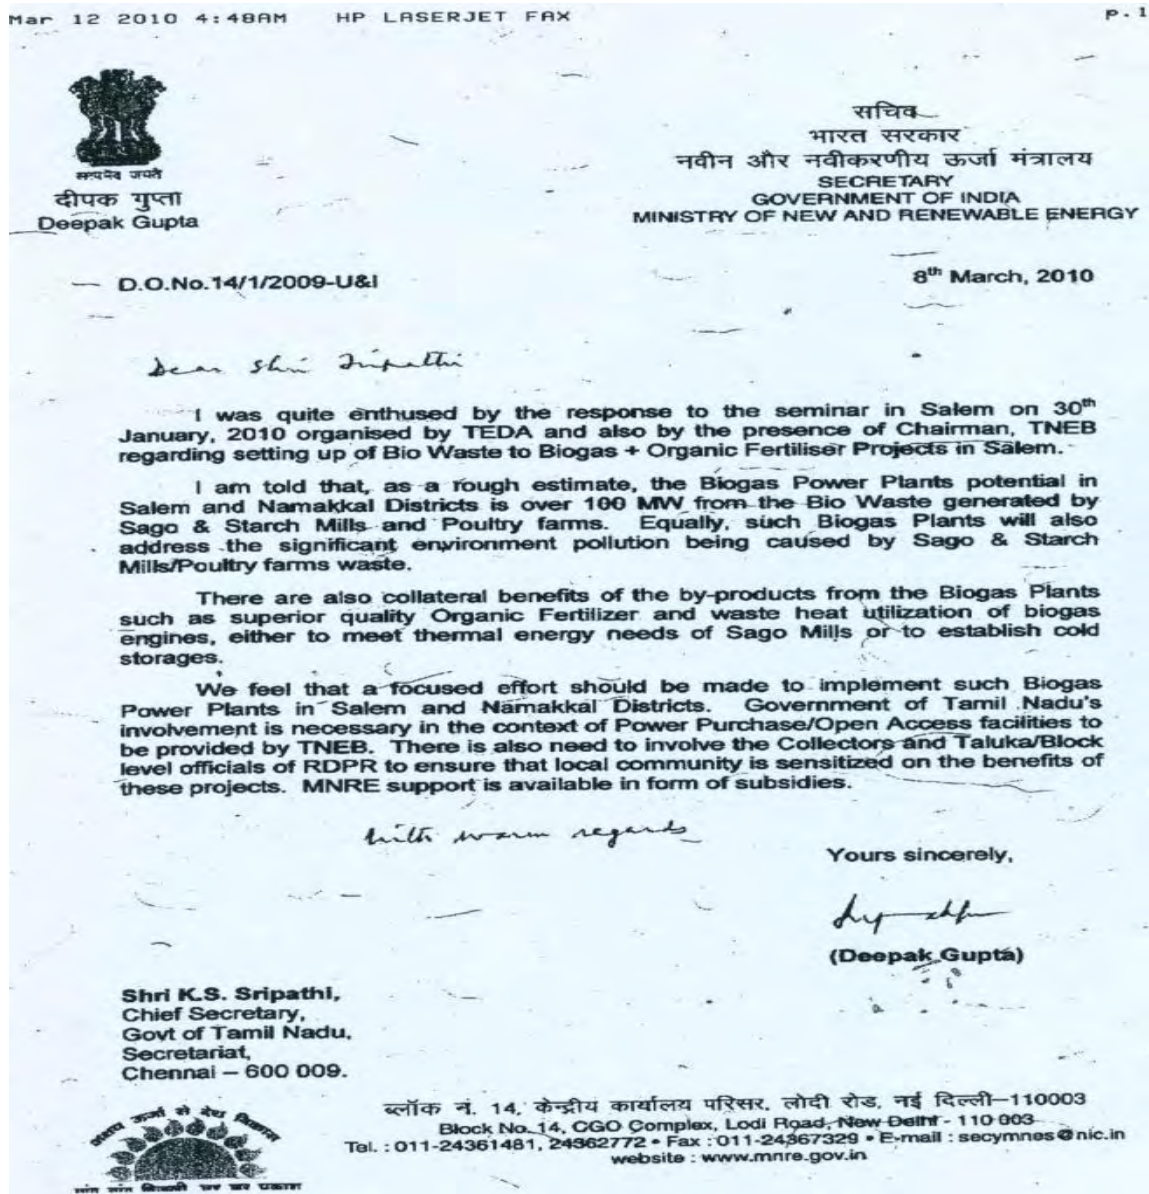 Mar 12 2010 4:48AM HP LASERJET FAX p.1
सत्यमेव जयते
दीपक गुप्ता
Deepak Gupta
सचिव
भारत सरकार
नवीन और नवीकरणीय ऊर्जा मंत्रालय
SECRETARY
GOVERNMENT OF INDIA
MINISTRY OF NEW AND RENEWABLE ENERGY
D.O.No.14/1/2009-U&I
8th March, 2010
Dear Shri Sripathi
I was quite enthused by the response to the seminar in Salem on 30th
January, 2010 organised by TEDA and also by the presence of Chairman, TNEB
regarding setting up of Bio Waste to Biogas + Organic Fertiliser Projects in Salem.
I am told that, as a rough estimate, the Biogas Power Plants potential in
Salem and Namakkal Districts is over 100 MW from the Bio Waste generated by
Sago & Starch Mills and Poultry farms. Equally, such Biogas Plants will also
address the significant environment pollution being caused by Sago & Starch
Mills/Poultry farms waste.
There are also collateral benefits of the by-products from the Biogas Plants
such as superior quality Organic Fertilizer and waste heat utilization of biogas
engines, either to meet thermal energy needs of Sago Mills or to establish cold
storages.
We feel that a focused effort should be made to implement such Biogas
Power Plants in Salem and Namakkal Districts. Government of Tamil Nadu's
involvement is necessary in the context of Power Purchase/Open Access facilities to
be provided by TNEB. There is also need to involve the Collectors and Taluka/Block
level officials of RDPR to ensure that local community is sensitized on the benefits of
these projects. MNRE support is available in form of subsidies.
with warm regards
Yours sincerely,
(Deepak Gupta)
Shri K.S. Sripathi,
Chief Secretary,
Govt of Tamil Nadu,
Secretariat,
Chennai – 600 009.
अक्षय ऊर्जा से देश विकास
ब्लॉक नं. 14, केन्द्रीय कार्यालय परिसर, लोदी रोड, नई दिल्ली–110003
Block No. 14, CGO Complex, Lodi Road, New Delhi - 110 003
Tel. : 011-24361481, 24362772 • Fax : 011-24367329 • E-mail : secymnes@nic.in
website : www.mnre.gov.in